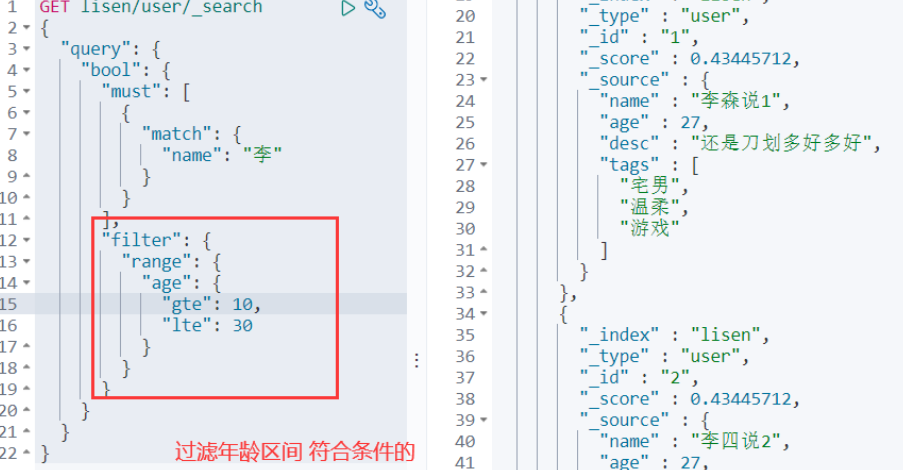 1 GET lisen/user/_search
2 {
3 "query": {
4 "bool": {
5 "must": [
6 {
7 "match": {
8 "name": "李"
9 }
10 }
11 ],
12 "filter": {
13 "range": {
14 "age": {
15 "gte": 10,
16 "lte": 30
17 }
18 }
19 }
20 }
21 }
22 }
过滤年龄区间 符合条件的
20 "_type" : "user",
21 "_id" : "1",
22 "_score" : 0.43445712,
23 "_source" : {
24 "name" : "李森说1",
25 "age" : 27,
26 "desc" : "还是刀划多好多好",
27 "tags" : [
28 "宅男",
29 "温柔",
30 "游戏"
31 ]
32 }
33 },
34 {
35 "_index" : "lisen",
36 "_type" : "user",
37 "_id" : "2",
38 "_score" : 0.43445712,
39 "_source" : {
40 "name" : "李四说2",
41 "age" : 27,